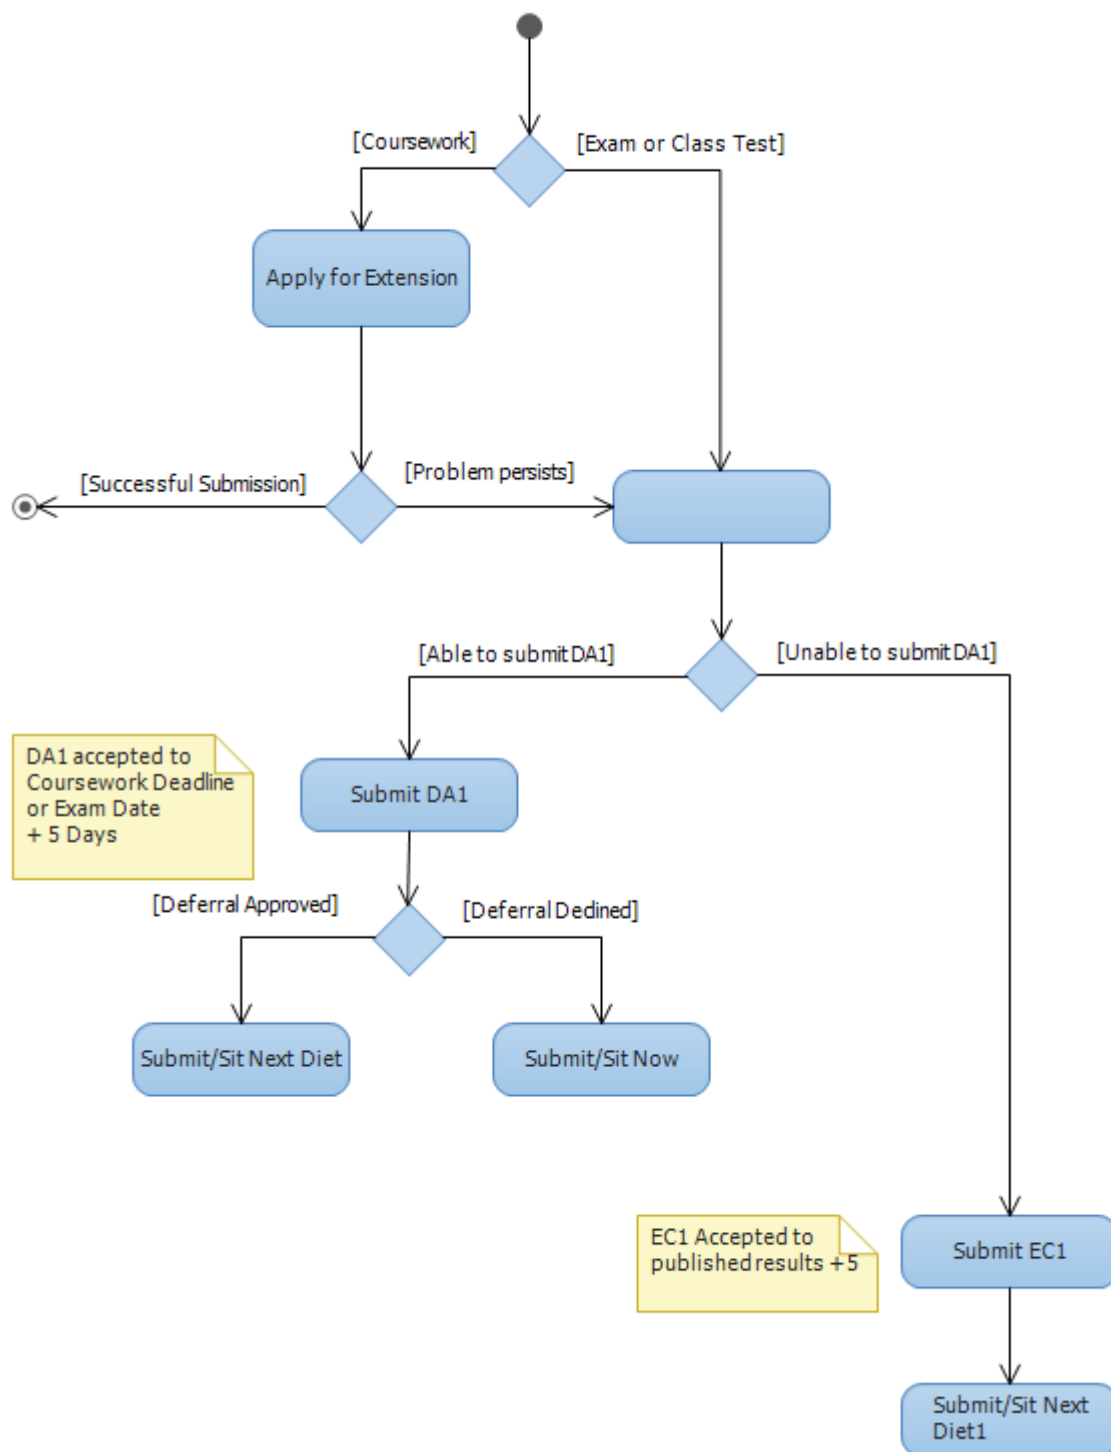 [Coursework]
[Exam or Class Test]
Apply for Extension
[Successful Submission]
[Problem persists]
[Able to submit DA1]
[Unable to submit DA1]
DA1 accepted to
Coursework Deadline
or Exam Date
+ 5 Days
Submit DA1
[Deferral Approved]
[Deferral Declined]
Submit/Sit Next Diet
Submit/Sit Now
EC1 Accepted to
published results +5
Submit EC1
Submit/Sit Next
Diet1